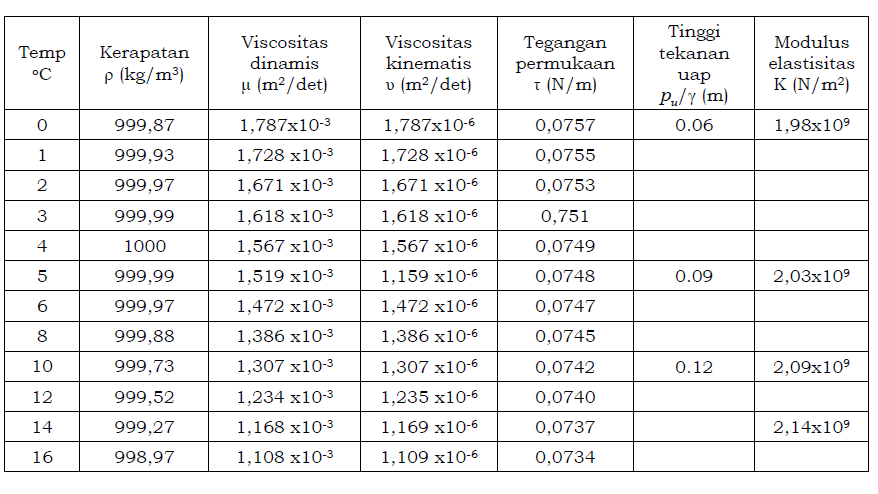 Temp °C | Kerapatan ρ (kg/m³) | Viscositas dinamis μ (m²/det) | Viscositas kinematis υ (m²/det) | Tegangan permukaan τ (N/m) | Tinggi tekanan uap pᵤ/γ (m) | Modulus elastisitas K (N/m²)
0 | 999,87 | 1,787x10⁻³ | 1,787x10⁻⁶ | 0,0757 | 0.06 | 1,98x10⁹
1 | 999,93 | 1,728 x10⁻³ | 1,728 x10⁻⁶ | 0,0755
2 | 999,97 | 1,671 x10⁻³ | 1,671 x10⁻⁶ | 0,0753
3 | 999,99 | 1,618 x10⁻³ | 1,618 x10⁻⁶ | 0,751
4 | 1000 | 1,567 x10⁻³ | 1,567 x10⁻⁶ | 0,0749
5 | 999,99 | 1,519 x10⁻³ | 1,159 x10⁻⁶ | 0,0748 | 0.09 | 2,03x10⁹
6 | 999,97 | 1,472 x10⁻³ | 1,472 x10⁻⁶ | 0,0747
8 | 999,88 | 1,386 x10⁻³ | 1,386 x10⁻⁶ | 0,0745
10 | 999,73 | 1,307 x10⁻³ | 1,307 x10⁻⁶ | 0,0742 | 0.12 | 2,09x10⁹
12 | 999,52 | 1,234 x10⁻³ | 1,235 x10⁻⁶ | 0,0740
14 | 999,27 | 1,168 x10⁻³ | 1,169 x10⁻⁶ | 0,0737 | | 2,14x10⁹
16 | 998,97 | 1,108 x10⁻³ | 1,109 x10⁻⁶ | 0,0734